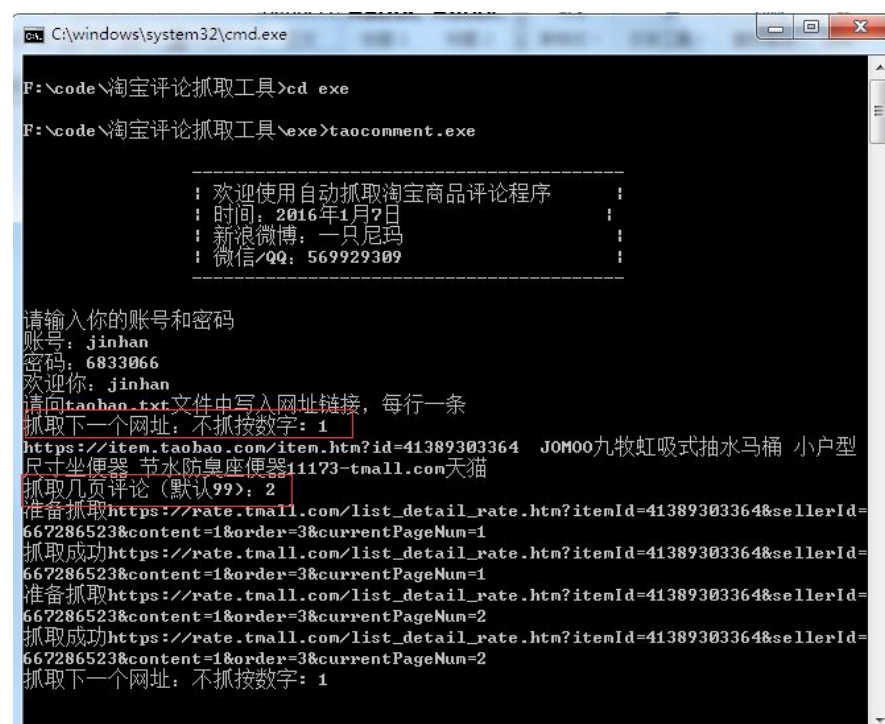 C:\windows\system32\cmd.exe
F:\code\淘宝评论抓取工具>cd exe
F:\code\淘宝评论抓取工具\exe>taocomment.exe
欢迎使用自动抓取淘宝商品评论程序
时间：2016年1月7日
新浪微博：一只尼玛
微信/QQ：569929309
请输入你的账号和密码
账号：jinhan
密码：6833066
欢迎你：jinhan
请向taobao.txt文件中写入网址链接，每行一条
抓取下一个网址：不抓按数字：1
https://item.taobao.com/item.htm?id=41389303364 JOMOO九牧虹吸式抽水马桶 小户型
尺寸坐便器 节水防臭座便器11173-tmall.com天猫
抓取几页评论（默认99）：2
准备抓取https://rate.tmall.com/list_detail_rate.htm?itemId=41389303364&sellerId=
667286523&content=1&order=3&currentPageNum=1
抓取成功https://rate.tmall.com/list_detail_rate.htm?itemId=41389303364&sellerId=
667286523&content=1&order=3&currentPageNum=1
准备抓取https://rate.tmall.com/list_detail_rate.htm?itemId=41389303364&sellerId=
667286523&content=1&order=3&currentPageNum=2
抓取成功https://rate.tmall.com/list_detail_rate.htm?itemId=41389303364&sellerId=
667286523&content=1&order=3&currentPageNum=2
抓取下一个网址：不抓按数字：1